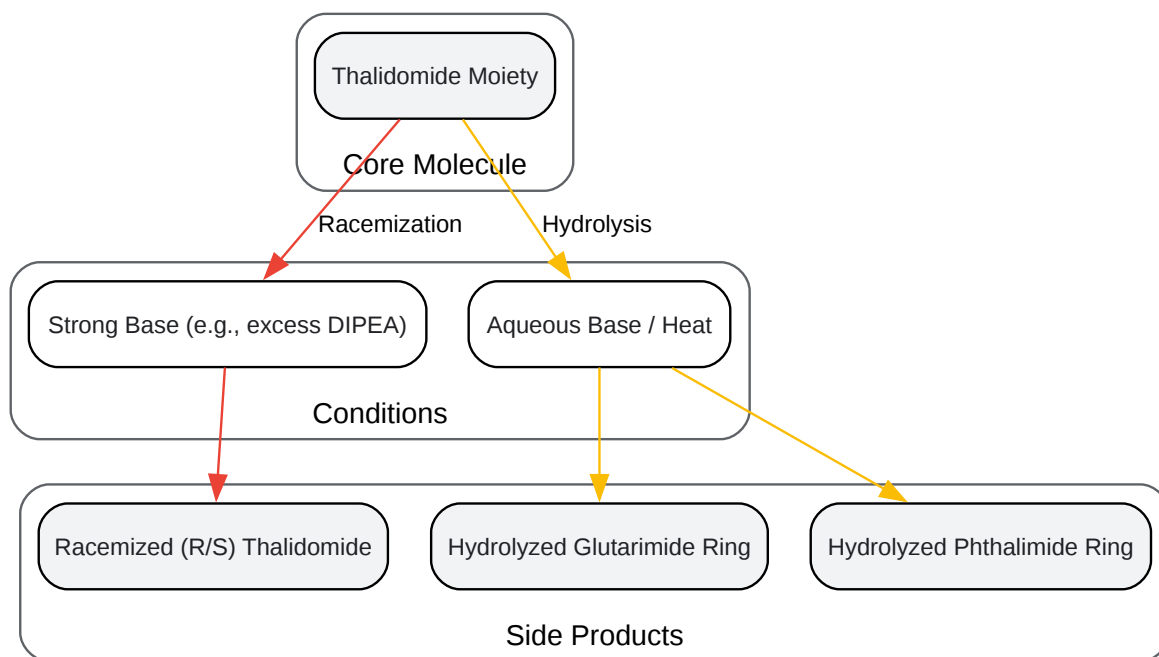 Thalidomide Moiety
Core Molecule
Racemization
Hydrolysis
Strong Base (e.g., excess DIPEA)
Aqueous Base / Heat
Conditions
Racemized (R/S) Thalidomide
Hydrolyzed Glutarimide Ring
Hydrolyzed Phthalimide Ring
Side Products